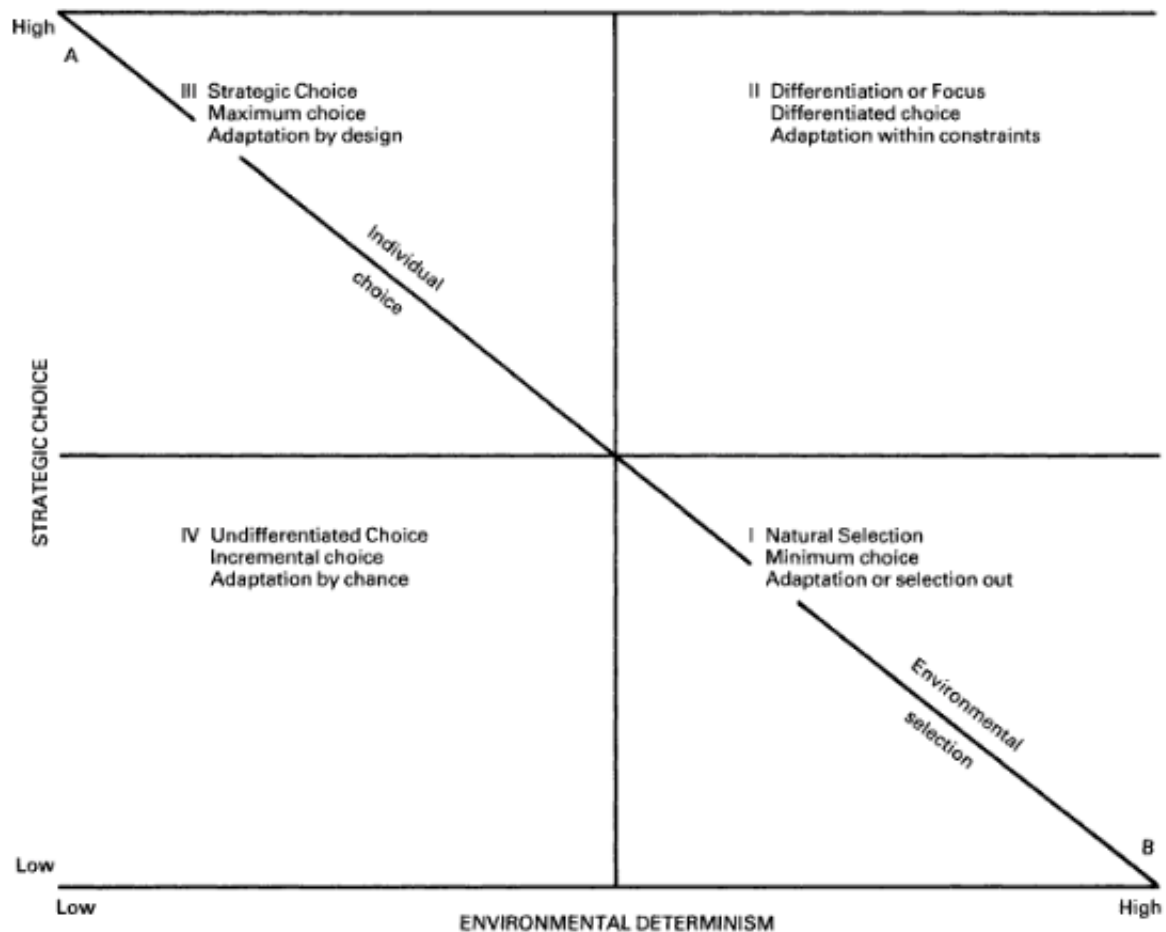 High
A
III Strategic Choice
Maximum choice
Adaptation by design
II Differentiation or Focus
Differentiated choice
Adaptation within constraints
Individual
choice
STRATEGIC CHOICE
IV Undifferentiated Choice
Incremental choice
Adaptation by chance
I Natural Selection
Minimum choice
Adaptation or selection out
Environmental
selection
B
Low
Low
High
ENVIRONMENTAL DETERMINISM